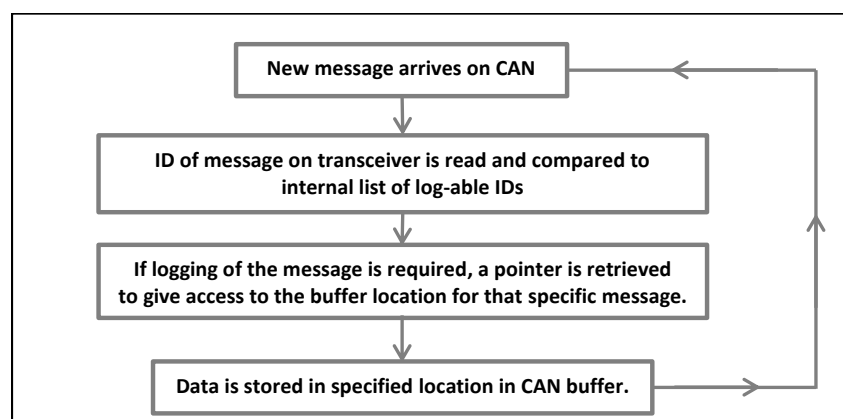 New message arrives on CAN
ID of message on transceiver is read and compared to
internal list of log-able IDs
If logging of the message is required, a pointer is retrieved
to give access to the buffer location for that specific message.
Data is stored in specified location in CAN buffer.